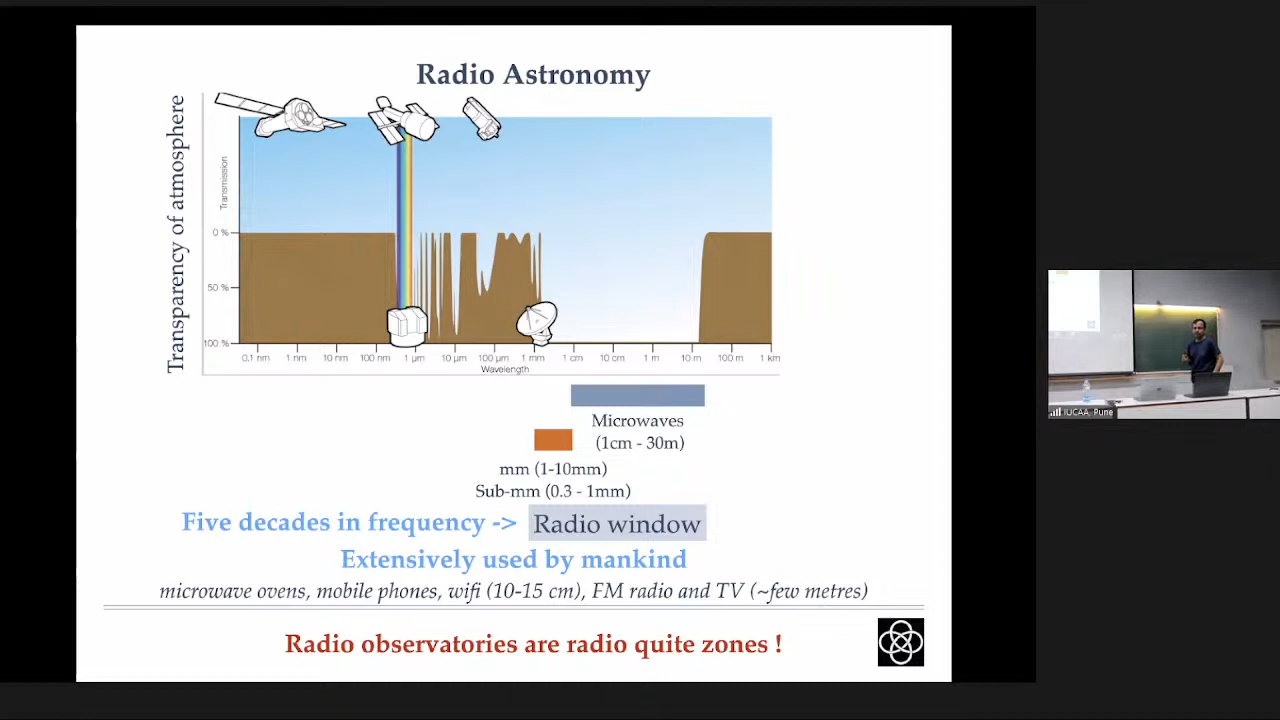 Radio Astronomy
Transparency of atmosphere
Transmission
0 %
50 %
100 %
0.1 nm 1 nm 10 nm 100 nm 1 µm 10 µm 100 µm 1 mm 1 cm 10 cm 1 m 10 m 100 m 1 km
Wavelength
Microwaves
(1cm - 30m)
mm (1-10mm)
Sub-mm (0.3 - 1mm)
Five decades in frequency -> Radio window
Extensively used by mankind
microwave ovens, mobile phones, wifi (10-15 cm), FM radio and TV (~few metres)
Radio observatories are radio quite zones !
IUCAA, Pune